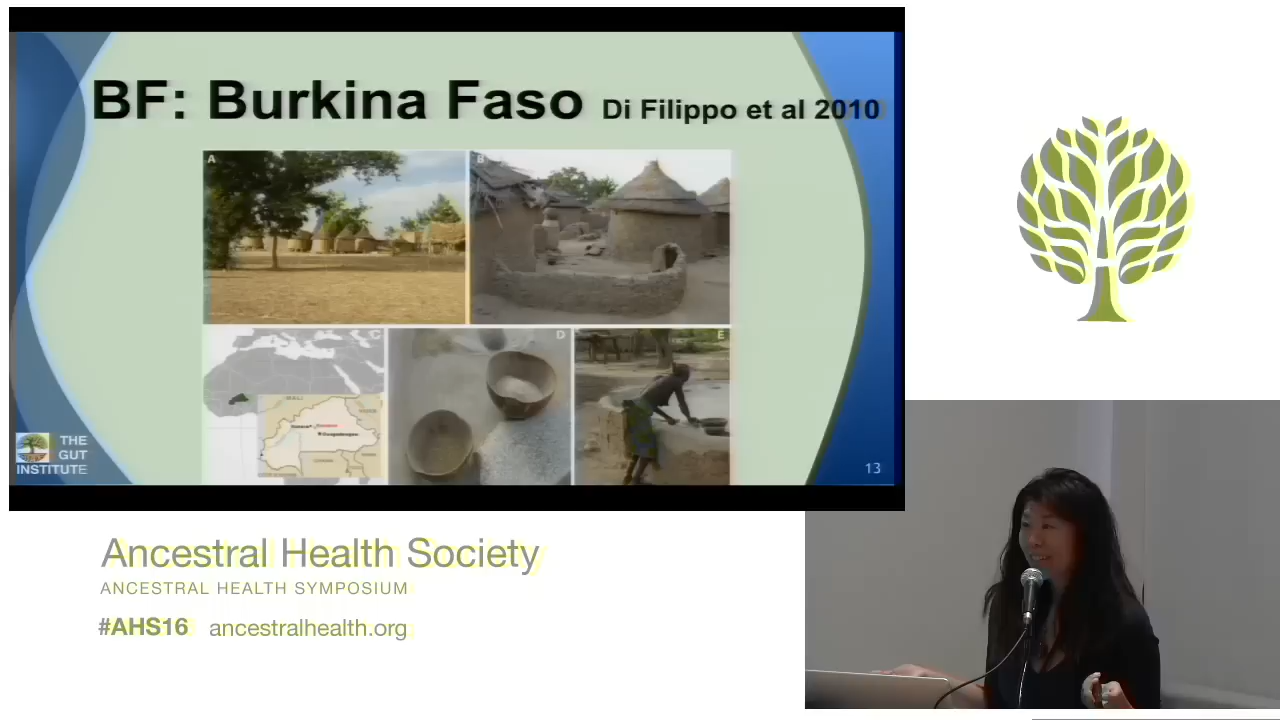 BF: Burkina Faso Di Filippo et al 2010
A
B
C
D
E
MALI
THE
GUT
INSTITUTE
13
Ancestral Health Society
ANCESTRAL HEALTH SYMPOSIUM
#AHS16 ancestralhealth.org